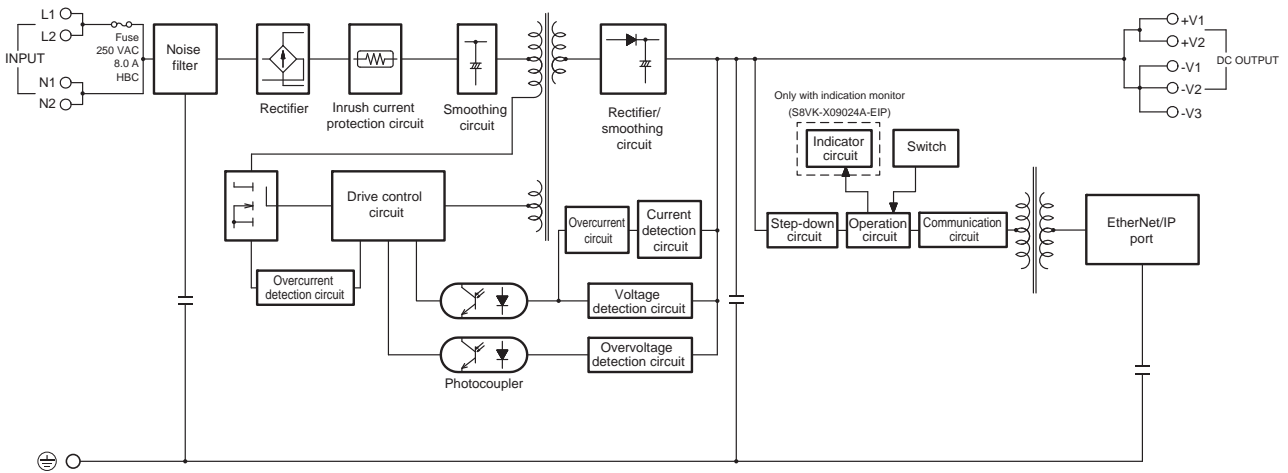 L1
L2
INPUT
N1
N2
Fuse
250 VAC
8.0 A
HBC
Noise
filter
Rectifier
Inrush current
protection circuit
Smoothing
circuit
Rectifier/
smoothing
circuit
+V1
+V2
DC OUTPUT
-V1
-V2
-V3
Only with indication monitor
(S8VK-X09024A-EIP)
Indicator
circuit
Switch
Drive control
circuit
Overcurrent
circuit
Current
detection
circuit
Step-down
circuit
Operation
circuit
Communication
circuit
EtherNet/IP
port
Overcurrent
detection circuit
Voltage
detection circuit
Overvoltage
detection circuit
Photocoupler